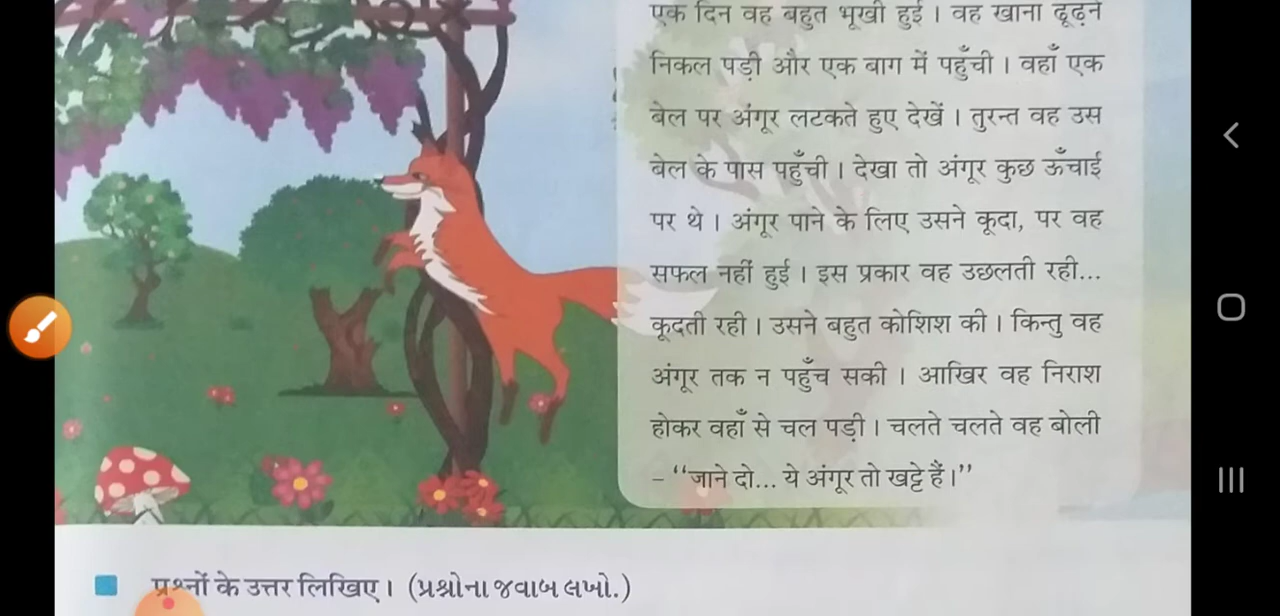 एक दिन वह बहुत भूखी हुई । वह खाना ढूढ़ने
निकल पड़ी और एक बाग में पहुँची । वहाँ एक
बेल पर अंगूर लटकते हुए देखें । तुरन्त वह उस
बेल के पास पहुँची । देखा तो अंगूर कुछ ऊँचाई
पर थे । अंगूर पाने के लिए उसने कूदा, पर वह
सफल नहीं हुई । इस प्रकार वह उछलती रही...
कूदती रही । उसने बहुत कोशिश की । किन्तु वह
अंगूर तक न पहुँच सकी । आखिर वह निराश
होकर वहाँ से चल पड़ी । चलते चलते वह बोली
– “जाने दो... ये अंगूर तो खट्टे हैं ।”
प्रश्नों के उत्तर लिखिए । (પ્રશ્નોના જવાબ લખો.)